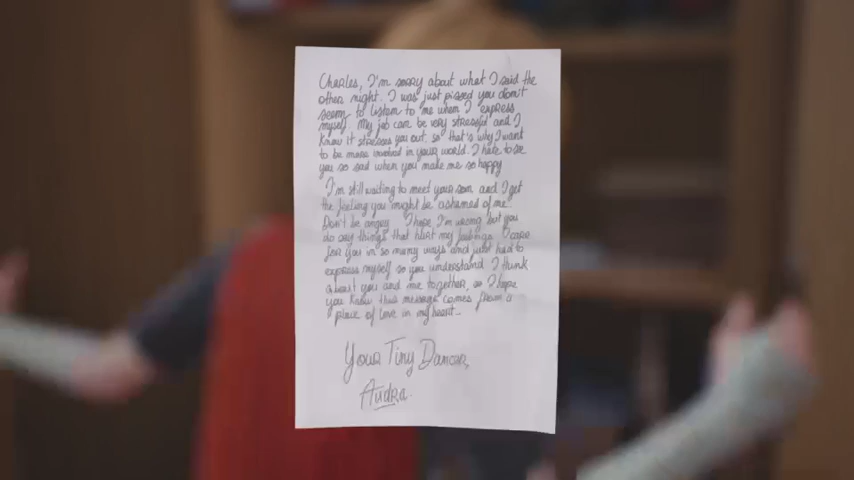 Charles, I'm sorry about what I said the
other night. I was just pissed you don't
seem to listen to me when I express
myself. My job can be very stressful and I
know it stresses you out, so that's why I want
to be more involved in your world. I hate to see
you so sad when you make me so happy
I'm still waiting to meet your son, and I get
the feeling you might be ashamed of me.
Don't be angry. I hope I'm wrong but you
do say things that hurt my feelings. I care
for you in so many ways and just had to
express myself so you understand. I think
about you and me together, so I hope
you know this message comes from a
place of love in my heart...
Your Tiny Dancer,
Audra.